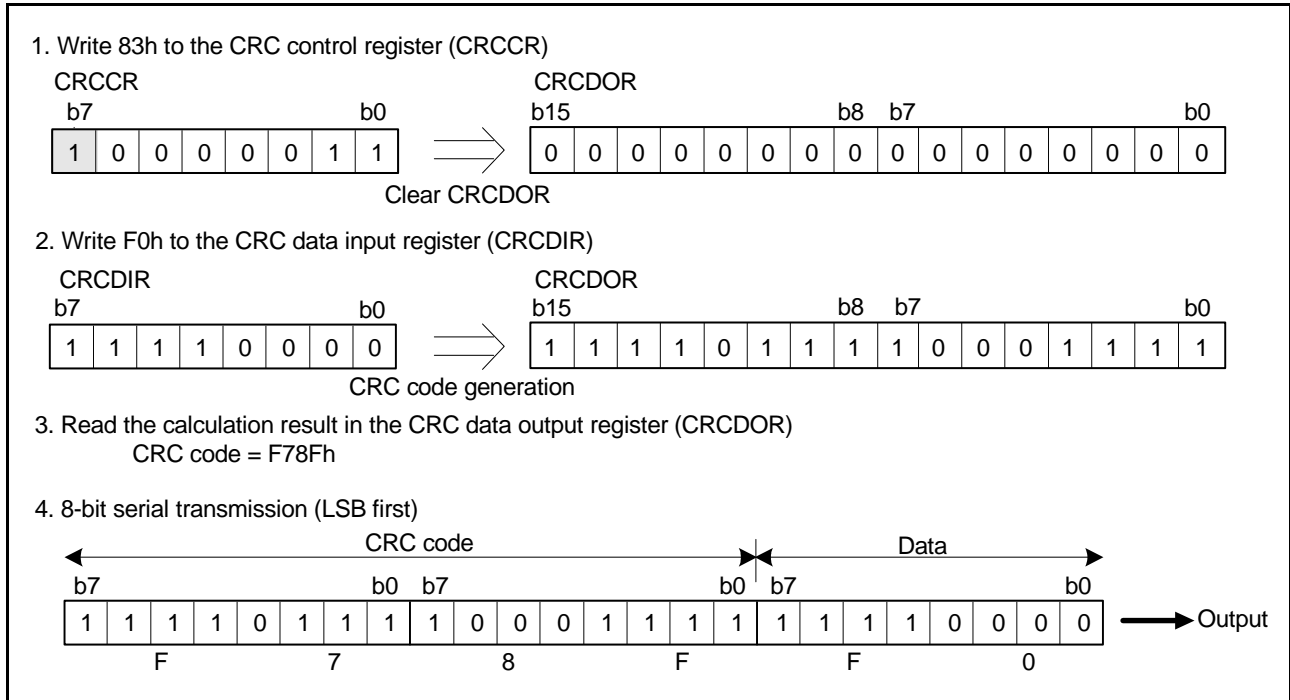 1. Write 83h to the CRC control register (CRCCR)
CRCCR CRCDOR
b7 b0 b15 b8 b7 b0
1 0 0 0 0 0 1 1 0 0 0 0 0 0 0 0 0 0 0 0 0 0 0 0
Clear CRCDOR
2. Write F0h to the CRC data input register (CRCDIR)
CRCDIR CRCDOR
b7 b0 b15 b8 b7 b0
1 1 1 1 0 0 0 0 1 1 1 1 0 1 1 1 1 0 0 0 1 1 1 1
CRC code generation
3. Read the calculation result in the CRC data output register (CRCDOR)
CRC code = F78Fh
4. 8-bit serial transmission (LSB first)
CRC code Data
b7 b0 b7 b0 b7 b0
1 1 1 1 0 1 1 1 1 0 0 0 1 1 1 1 1 1 1 1 0 0 0 0 Output
F 7 8 F F 0